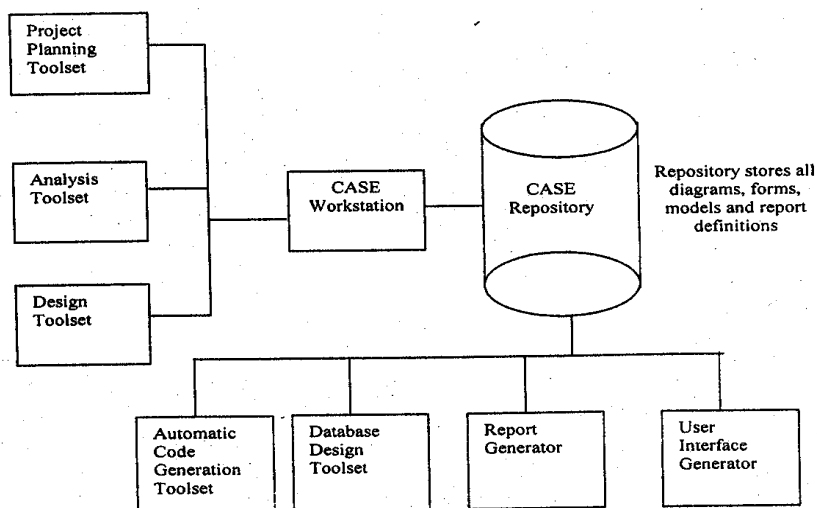 Project
Planning
Toolset
Analysis
Toolset
Design
Toolset
CASE
Workstation
CASE
Repository
Repository stores all
diagrams, forms,
models and report
definitions
Automatic
Code
Generation
Toolset
Database
Design
Toolset
Report
Generator
User
Interface
Generator